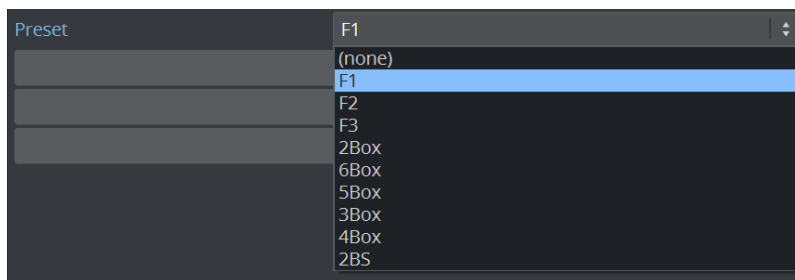 Preset
F1
(none)
F1
F2
F3
2Box
6Box
5Box
3Box
4Box
2BS